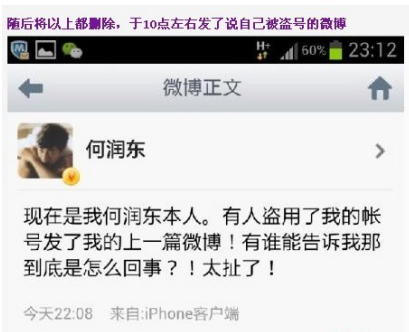 随后将以上都删除，于10点左右发了说自己被盗号的微博
H+ 60% 23:12
微博正文
何润东
现在是我何润东本人。有人盗用了我的帐
号发了我的上一篇微博！有谁能告诉我那
到底是怎么回事？！太扯了！
今天22:08 来自:iPhone客户端